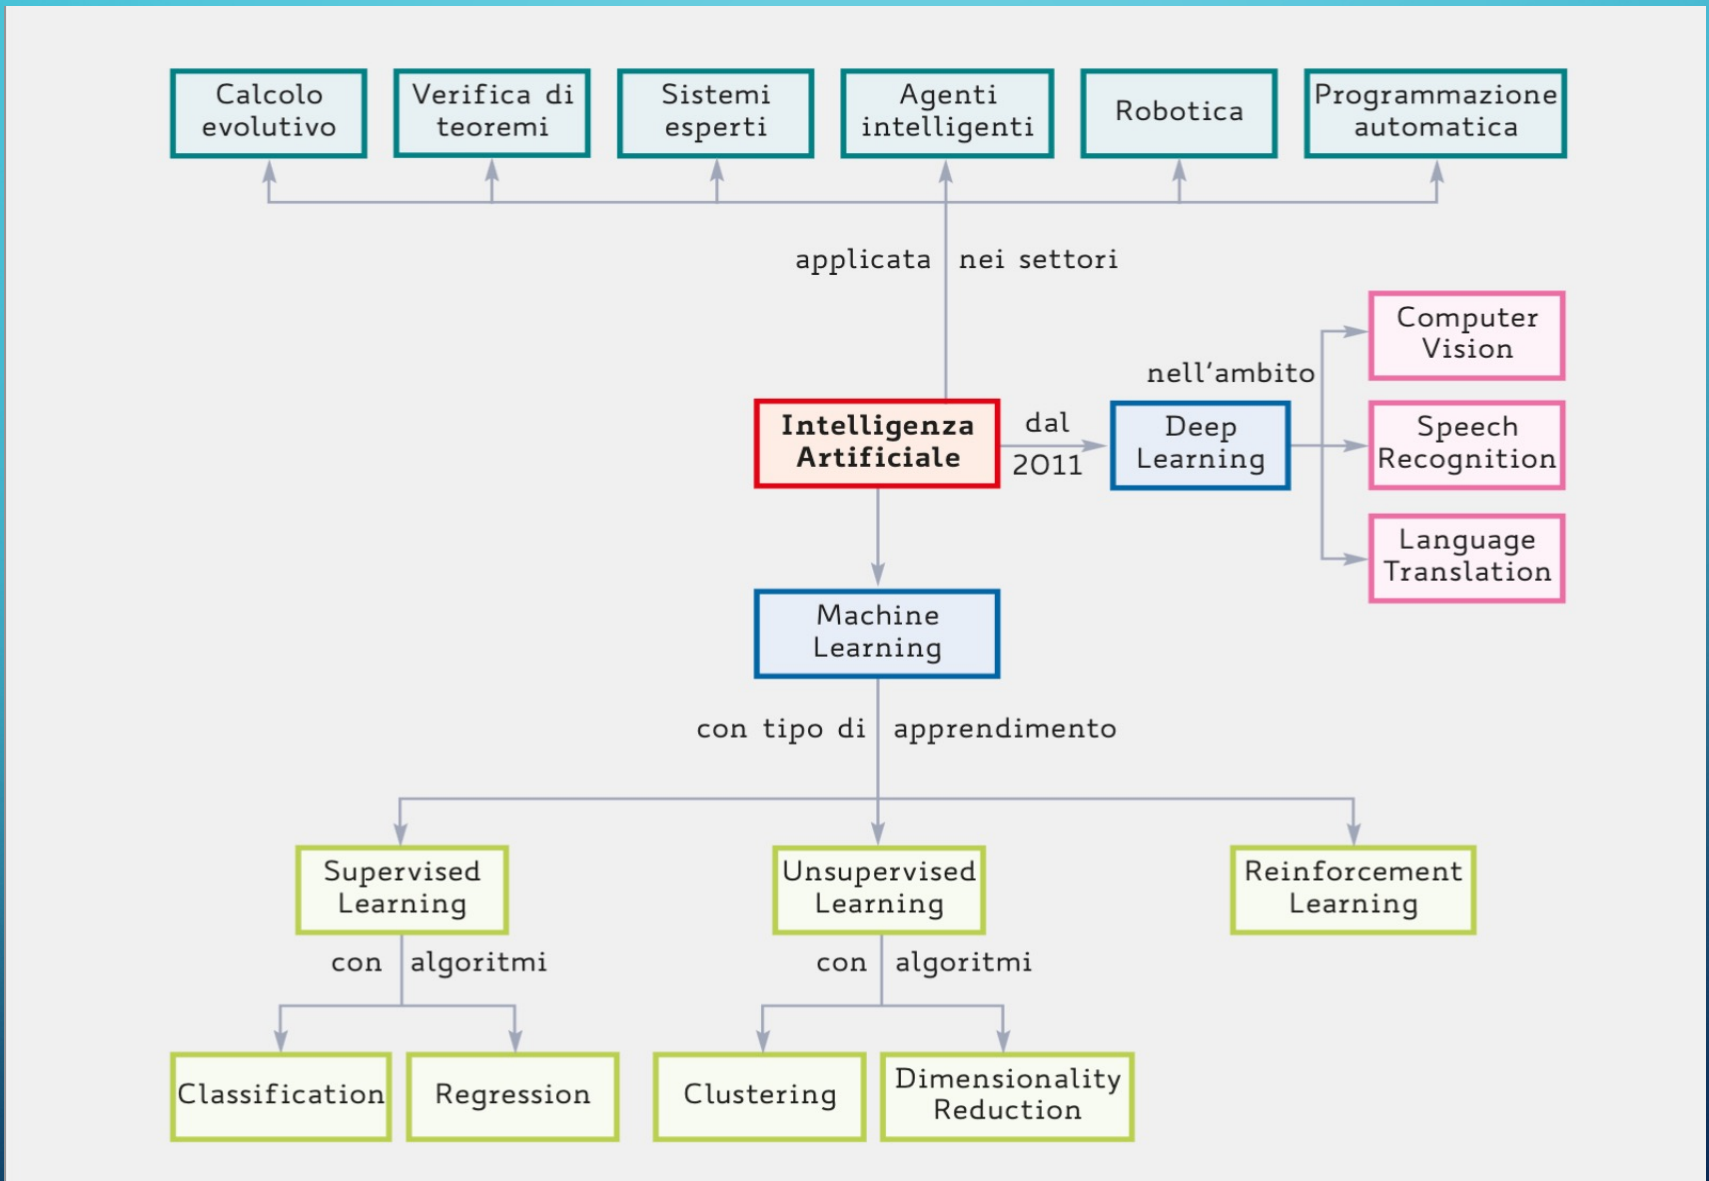 Calcolo
evolutivo
Verifica di
teoremi
Sistemi
esperti
Agenti
intelligenti
Robotica
Programmazione
automatica
applicata nei settori
Computer
Vision
nell'ambito
Intelligenza
Artificiale
dal
2011
Deep
Learning
Speech
Recognition
Language
Translation
Machine
Learning
con tipo di apprendimento
Supervised
Learning
Unsupervised
Learning
Reinforcement
Learning
con algoritmi
con algoritmi
Classification
Regression
Clustering
Dimensionality
Reduction